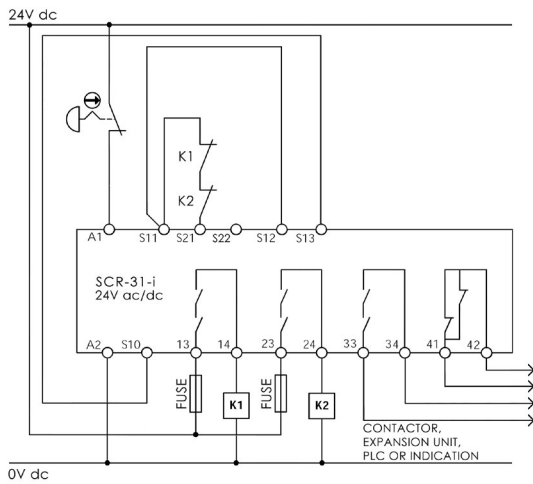 24V dc
K1
K2
A1 S11 S21 S22 S12 S13
SCR-31-i
24V ac/dc
A2 S10 13 14 23 24 33 34 41 42
FUSE
K1
FUSE
K2
CONTACTOR,
EXPANSION UNIT,
PLC OR INDICATION
0V dc